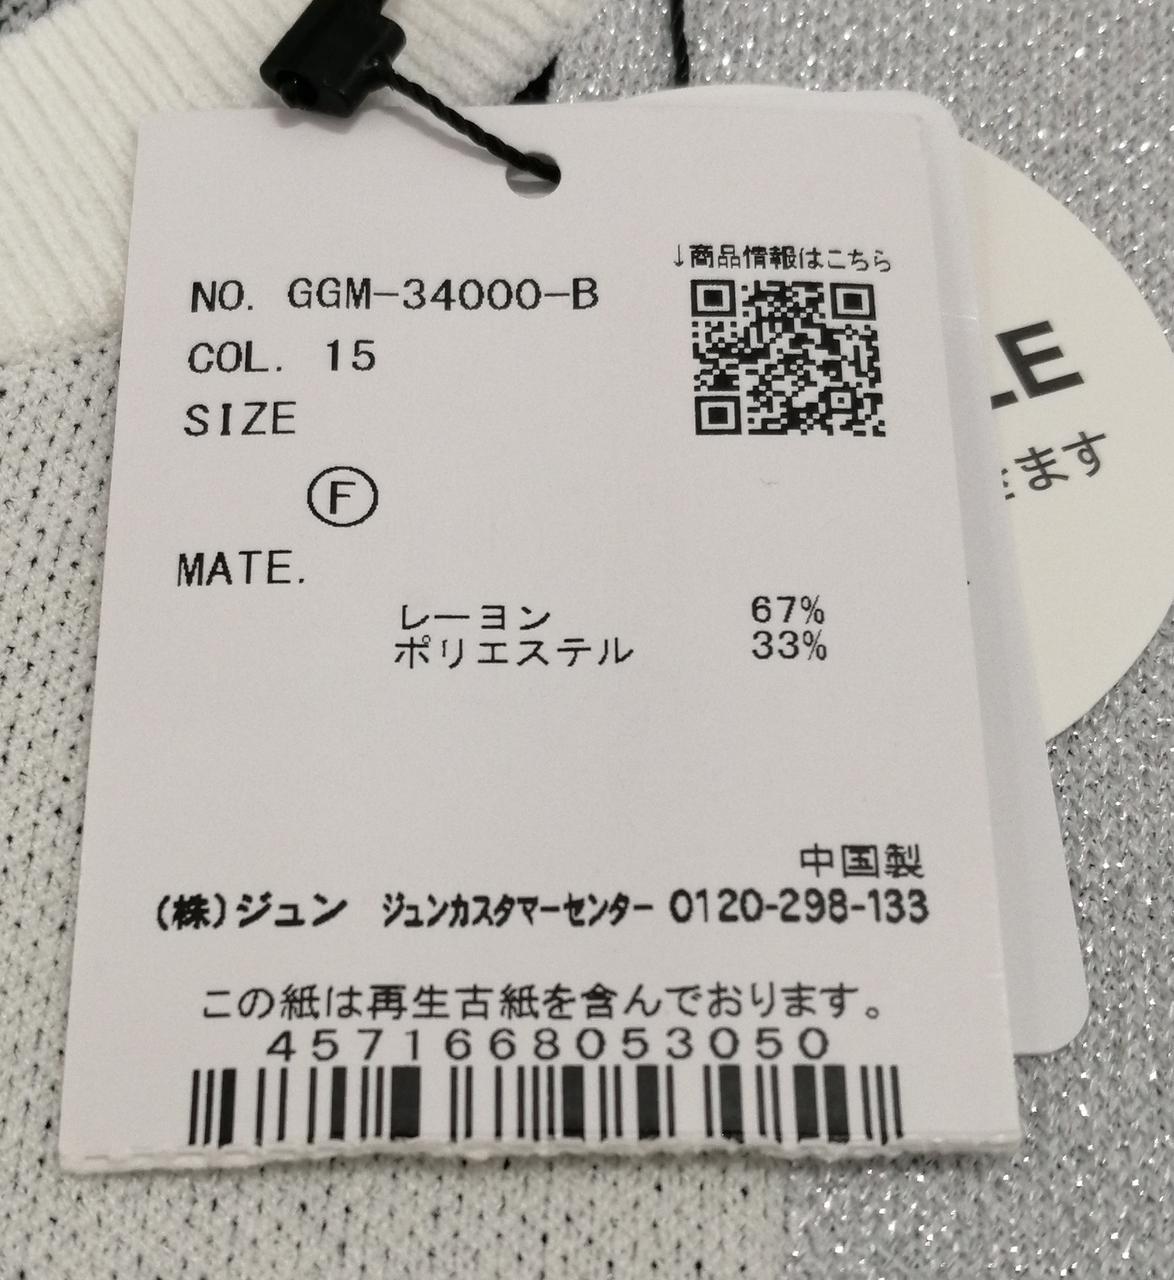 ↓商品情報はこちら
NO. GGM-34000-B
COL. 15
SIZE
F
MATE.
レーヨン 67%
ポリエステル 33%
中国製
(株)ジュン ジュンカスタマーセンター 0120-298-133
この紙は再生古紙を含んでおります。
4571668053050
LE
ます